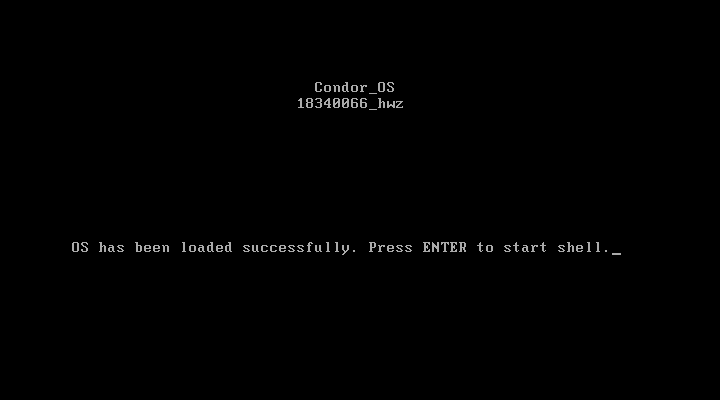 Condor_OS
18340066_hwz
OS has been loaded successfully. Press ENTER to start shell._